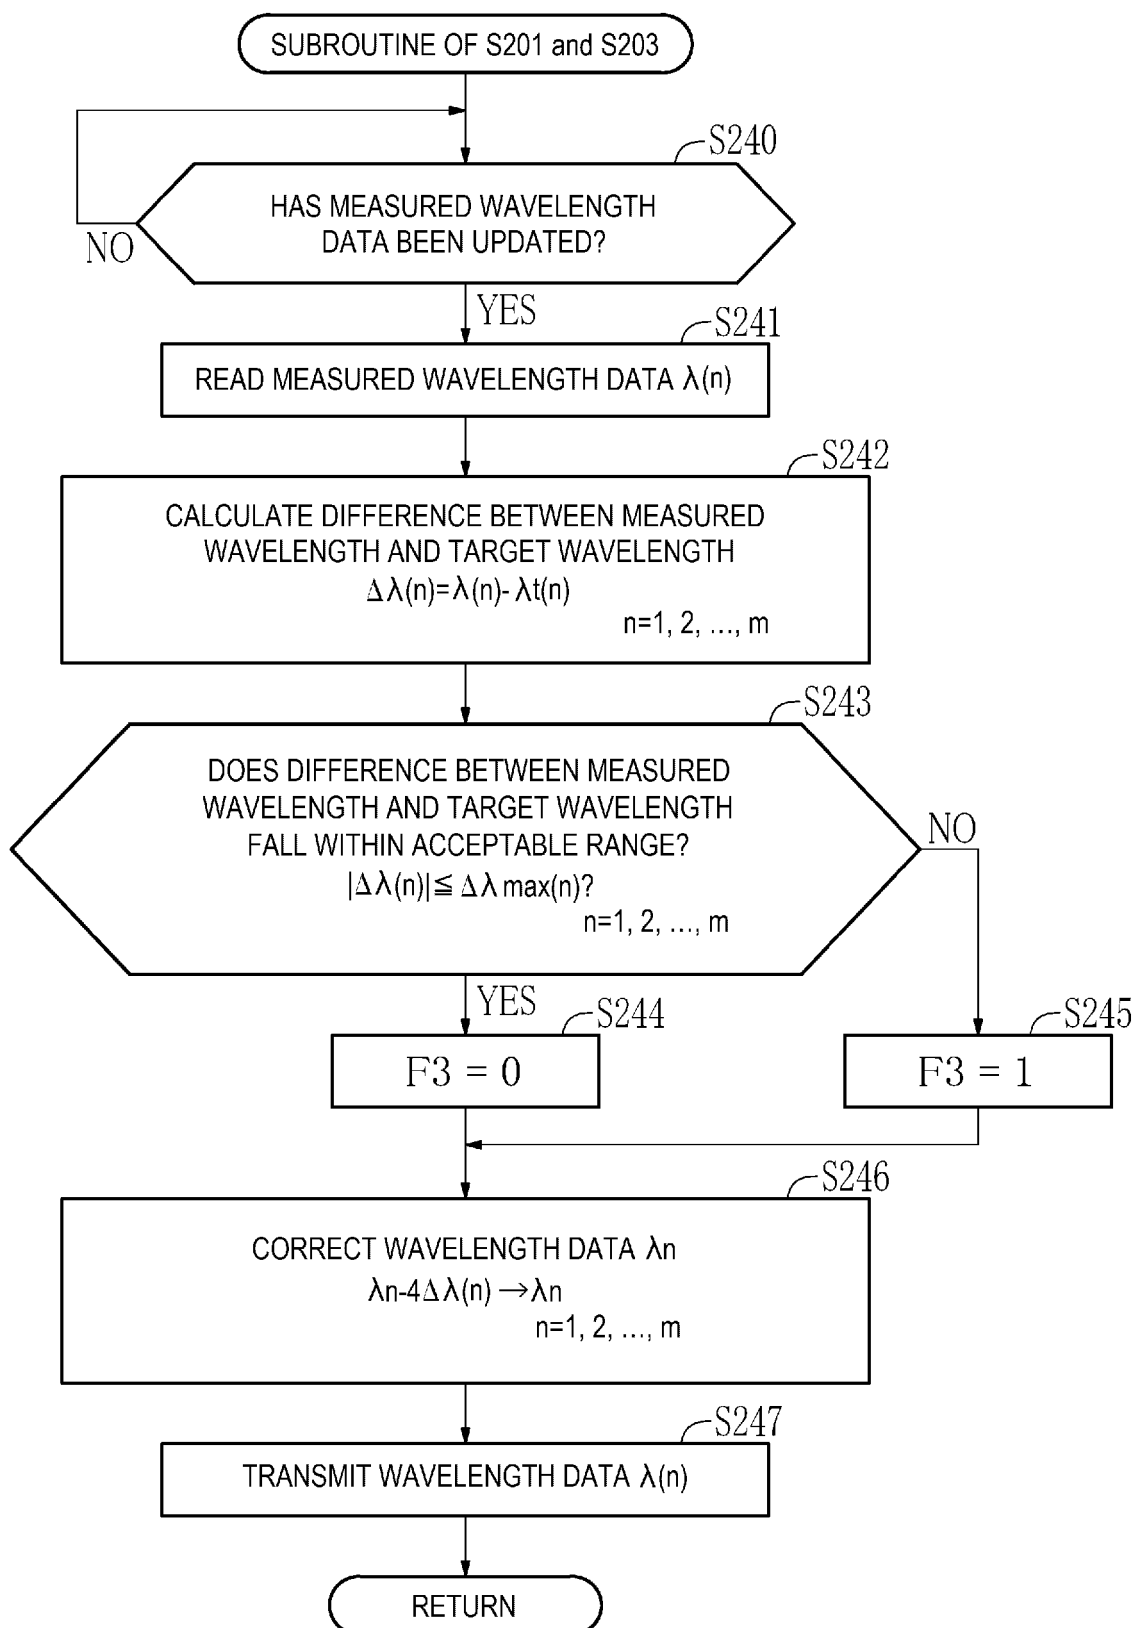 SUBROUTINE OF S201 and S203
S240
HAS MEASURED WAVELENGTH
DATA BEEN UPDATED?
NO
YES
S241
READ MEASURED WAVELENGTH DATA λ(n)
S242
CALCULATE DIFFERENCE BETWEEN MEASURED
WAVELENGTH AND TARGET WAVELENGTH
Δλ(n)=λ(n)- λt(n)
n=1, 2, …, m
S243
DOES DIFFERENCE BETWEEN MEASURED
WAVELENGTH AND TARGET WAVELENGTH
FALL WITHIN ACCEPTABLE RANGE?
|Δλ(n)|≦ Δλmax(n)?
n=1, 2, …, m
NO
YES
S244
F3 = 0
S245
F3 = 1
S246
CORRECT WAVELENGTH DATA λn
λn-4Δλ(n) →λn
n=1, 2, …, m
S247
TRANSMIT WAVELENGTH DATA λ(n)
RETURN